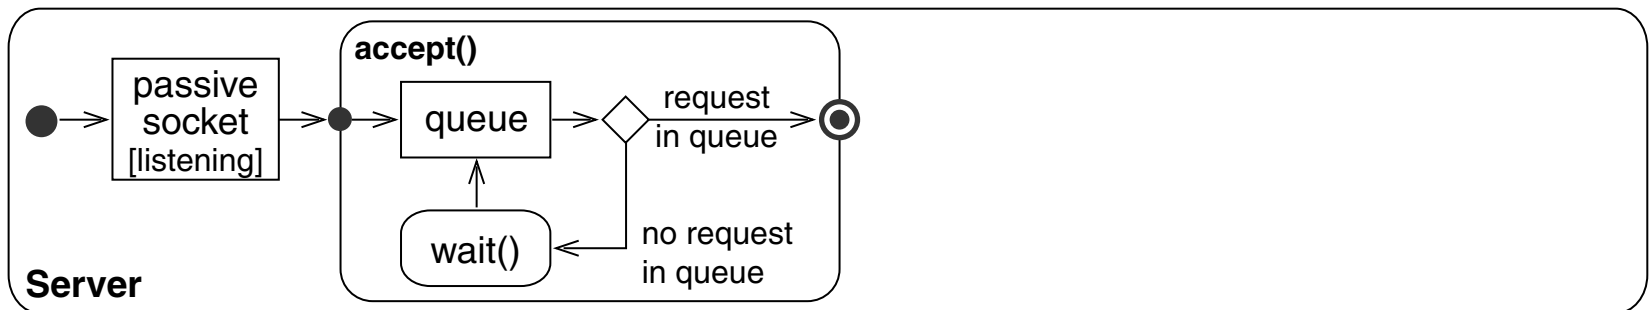 accept()
passive
socket
[listening]
queue
request
in queue
wait()
no request
in queue
Server